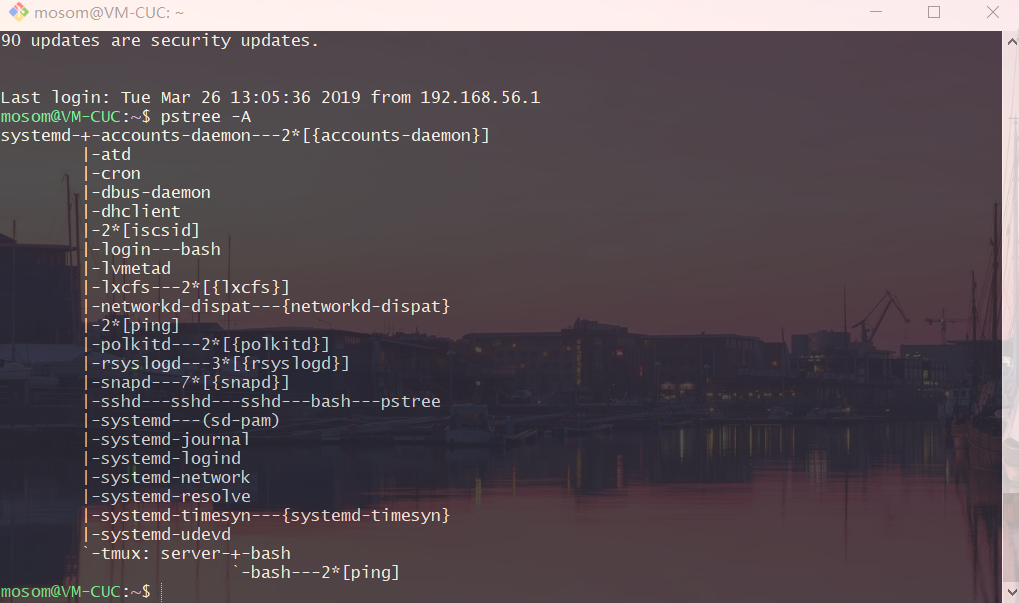 mosom@VM-CUC: ~
90 updates are security updates.
Last login: Tue Mar 26 13:05:36 2019 from 192.168.56.1
mosom@VM-CUC:~$ pstree -A
systemd-+-accounts-daemon---2*[{accounts-daemon}]
        |-atd
        |-cron
        |-dbus-daemon
        |-dhclient
        |-2*[iscsid]
        |-login---bash
        |-lvmetad
        |-lxcfs---2*[{lxcfs}]
        |-networkd-dispat---{networkd-dispat}
        |-2*[ping]
        |-polkitd---2*[{polkitd}]
        |-rsyslogd---3*[{rsyslogd}]
        |-snapd---7*[{snapd}]
        |-sshd---sshd---sshd---bash---pstree
        |-systemd---(sd-pam)
        |-systemd-journal
        |-systemd-logind
        |-systemd-network
        |-systemd-resolve
        |-systemd-timesyn---{systemd-timesyn}
        |-systemd-udevd
        `-tmux: server-+-bash
                       `-bash---2*[ping]
mosom@VM-CUC:~$